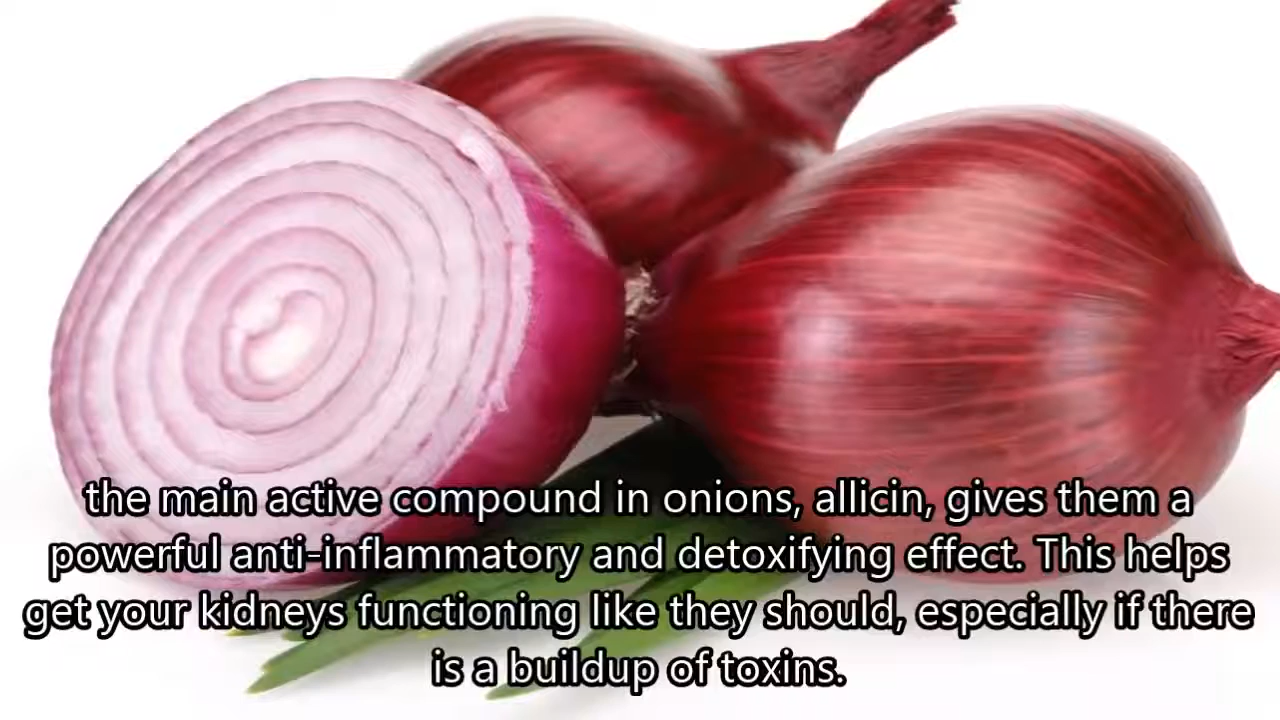 the main active compound in onions, allicin, gives them a
powerful anti-inflammatory and detoxifying effect. This helps
get your kidneys functioning like they should, especially if there
is a buildup of toxins.